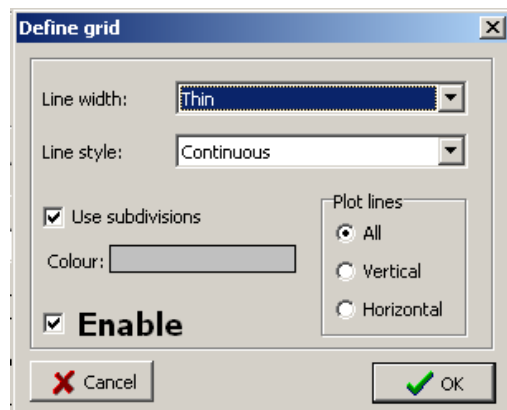 Define grid
Line width: Thin
Line style: Continuous
Use subdivisions
Colour:
Enable
Plot lines
All
Vertical
Horizontal
Cancel
OK